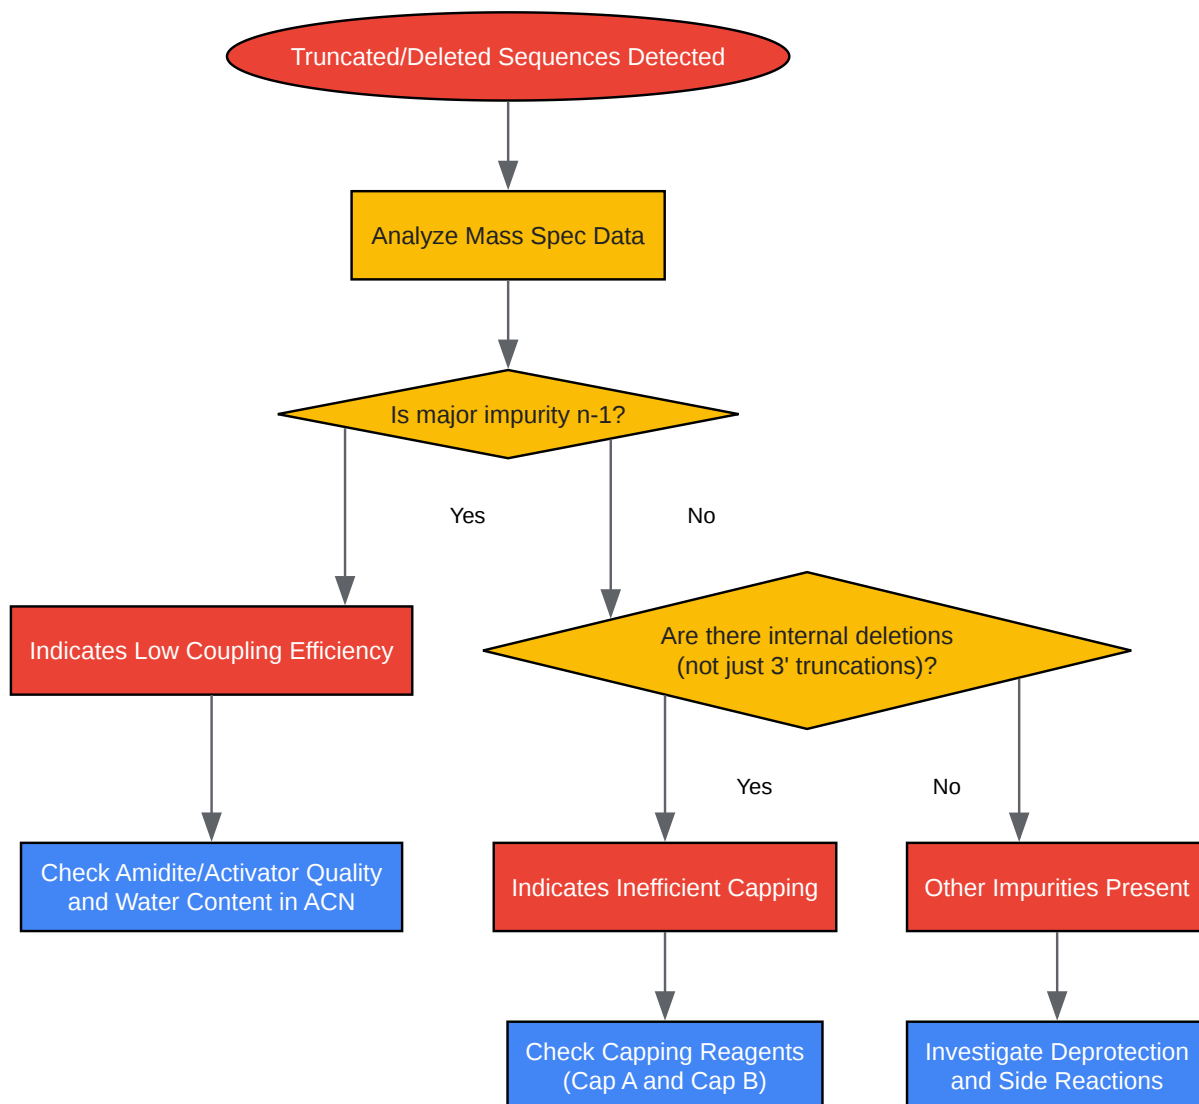 Truncated/Deleted Sequences Detected
Analyze Mass Spec Data
Is major impurity n-1?
Yes
No
Indicates Low Coupling Efficiency
Are there internal deletions
(not just 3' truncations)?
Yes
No
Check Amidite/Activator Quality
and Water Content in ACN
Indicates Inefficient Capping
Other Impurities Present
Check Capping Reagents
(Cap A and Cap B)
Investigate Deprotection
and Side Reactions